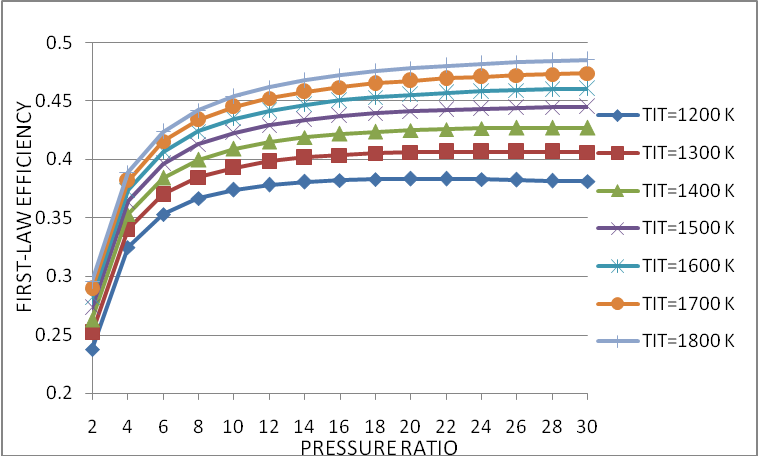 FIRST-LAW EFFICIENCY
0.5
0.45
0.4
0.35
0.3
0.25
0.2
2 4 6 8 10 12 14 16 18 20 22 24 26 28 30
PRESSURE RATIO
TIT=1200 K
TIT=1300 K
TIT=1400 K
TIT=1500 K
TIT=1600 K
TIT=1700 K
TIT=1800 K